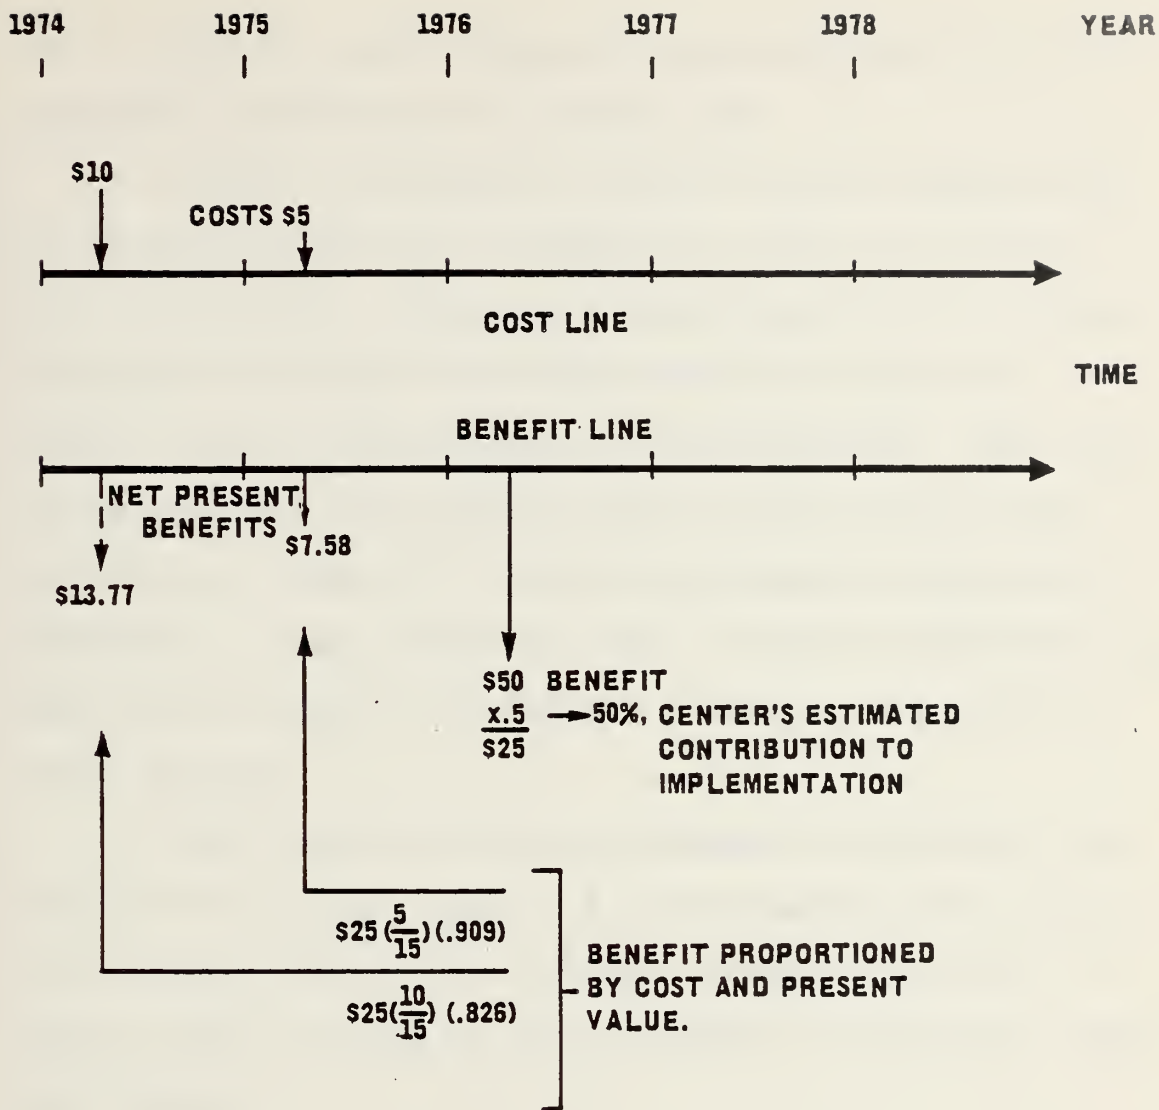 1974 1975 1976 1977 1978 YEAR
$10
COSTS $5
COST LINE
TIME
BENEFIT LINE
NET PRESENT
BENEFITS
$7.58
$13.77
$50 BENEFIT
x.5 → 50%, CENTER'S ESTIMATED
$25 CONTRIBUTION TO
IMPLEMENTATION
$25 (5/15) (.909)
BENEFIT PROPORTIONED
BY COST AND PRESENT
$25 (10/15) (.826)
VALUE.